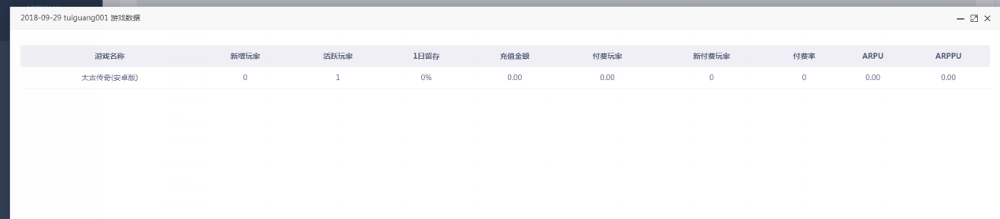 2018-09-29 tuiguang001 游戏数据
游戏名称 新增玩家 活跃玩家 1日留存 充值金额 付费玩家 新付费玩家 付费率 ARPU ARPPU
太古传奇(安卓版) 0 1 0% 0.00 0.00 0 0 0.00 0.00